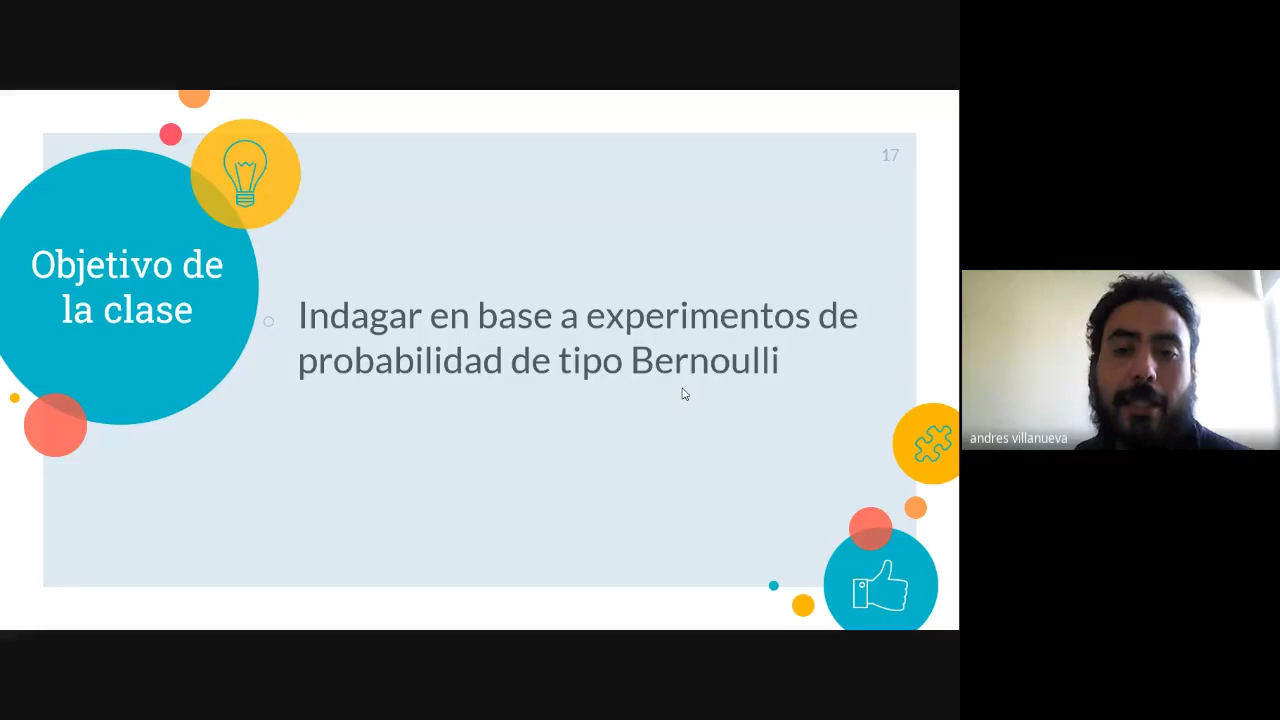 17
Objetivo de
la clase
Indagar en base a experimentos de
probabilidad de tipo Bernoulli
andres villanueva